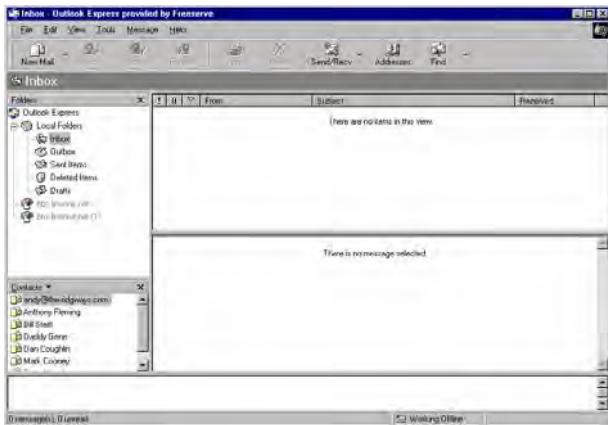 Inbox - Outlook Express provided by Freeserve
File Edit View Tools Message Help
New Mail Send/Recv Addresses Find
Inbox
Folders
! From Subject Received
Outlook Express
Local Folders
Inbox
Outbox
Sent Items
Deleted Items
Drafts
There are no items in this view.
There is no message selected.
Contacts
andy@theridgways.com
Anthony Fleming
Bill Stett
Daddy Gene
Dan Coughlin
Mark Cooney
0 message(s), 0 unread
Working Offline